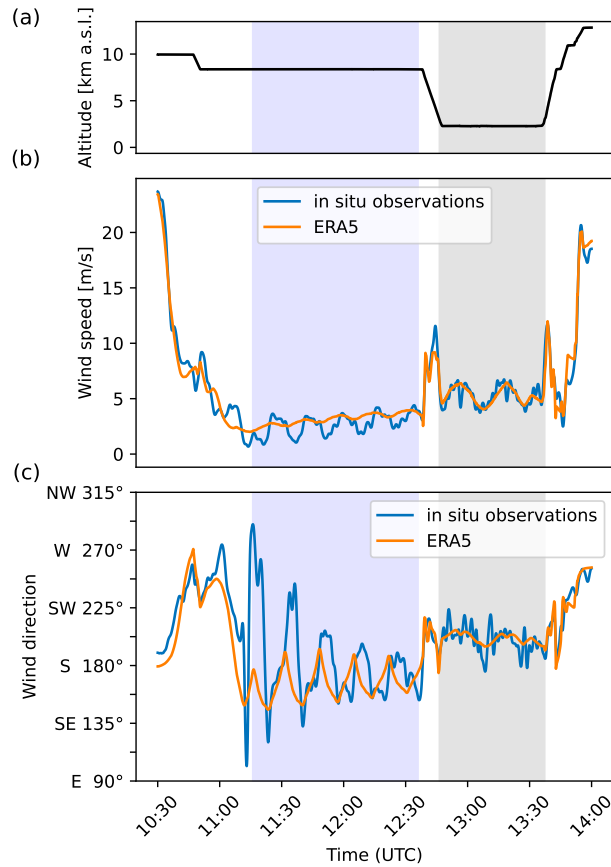 (a)
Altitude [km a.s.l.]
10
5
0
(b)
Wind speed [m/s]
20
15
10
5
0
in situ observations
ERA5
(c)
Wind direction
NW 315°
W 270°
SW 225°
S 180°
SE 135°
E 90°
in situ observations
ERA5
10:30
11:00
11:30
12:00
12:30
13:00
13:30
14:00
Time (UTC)